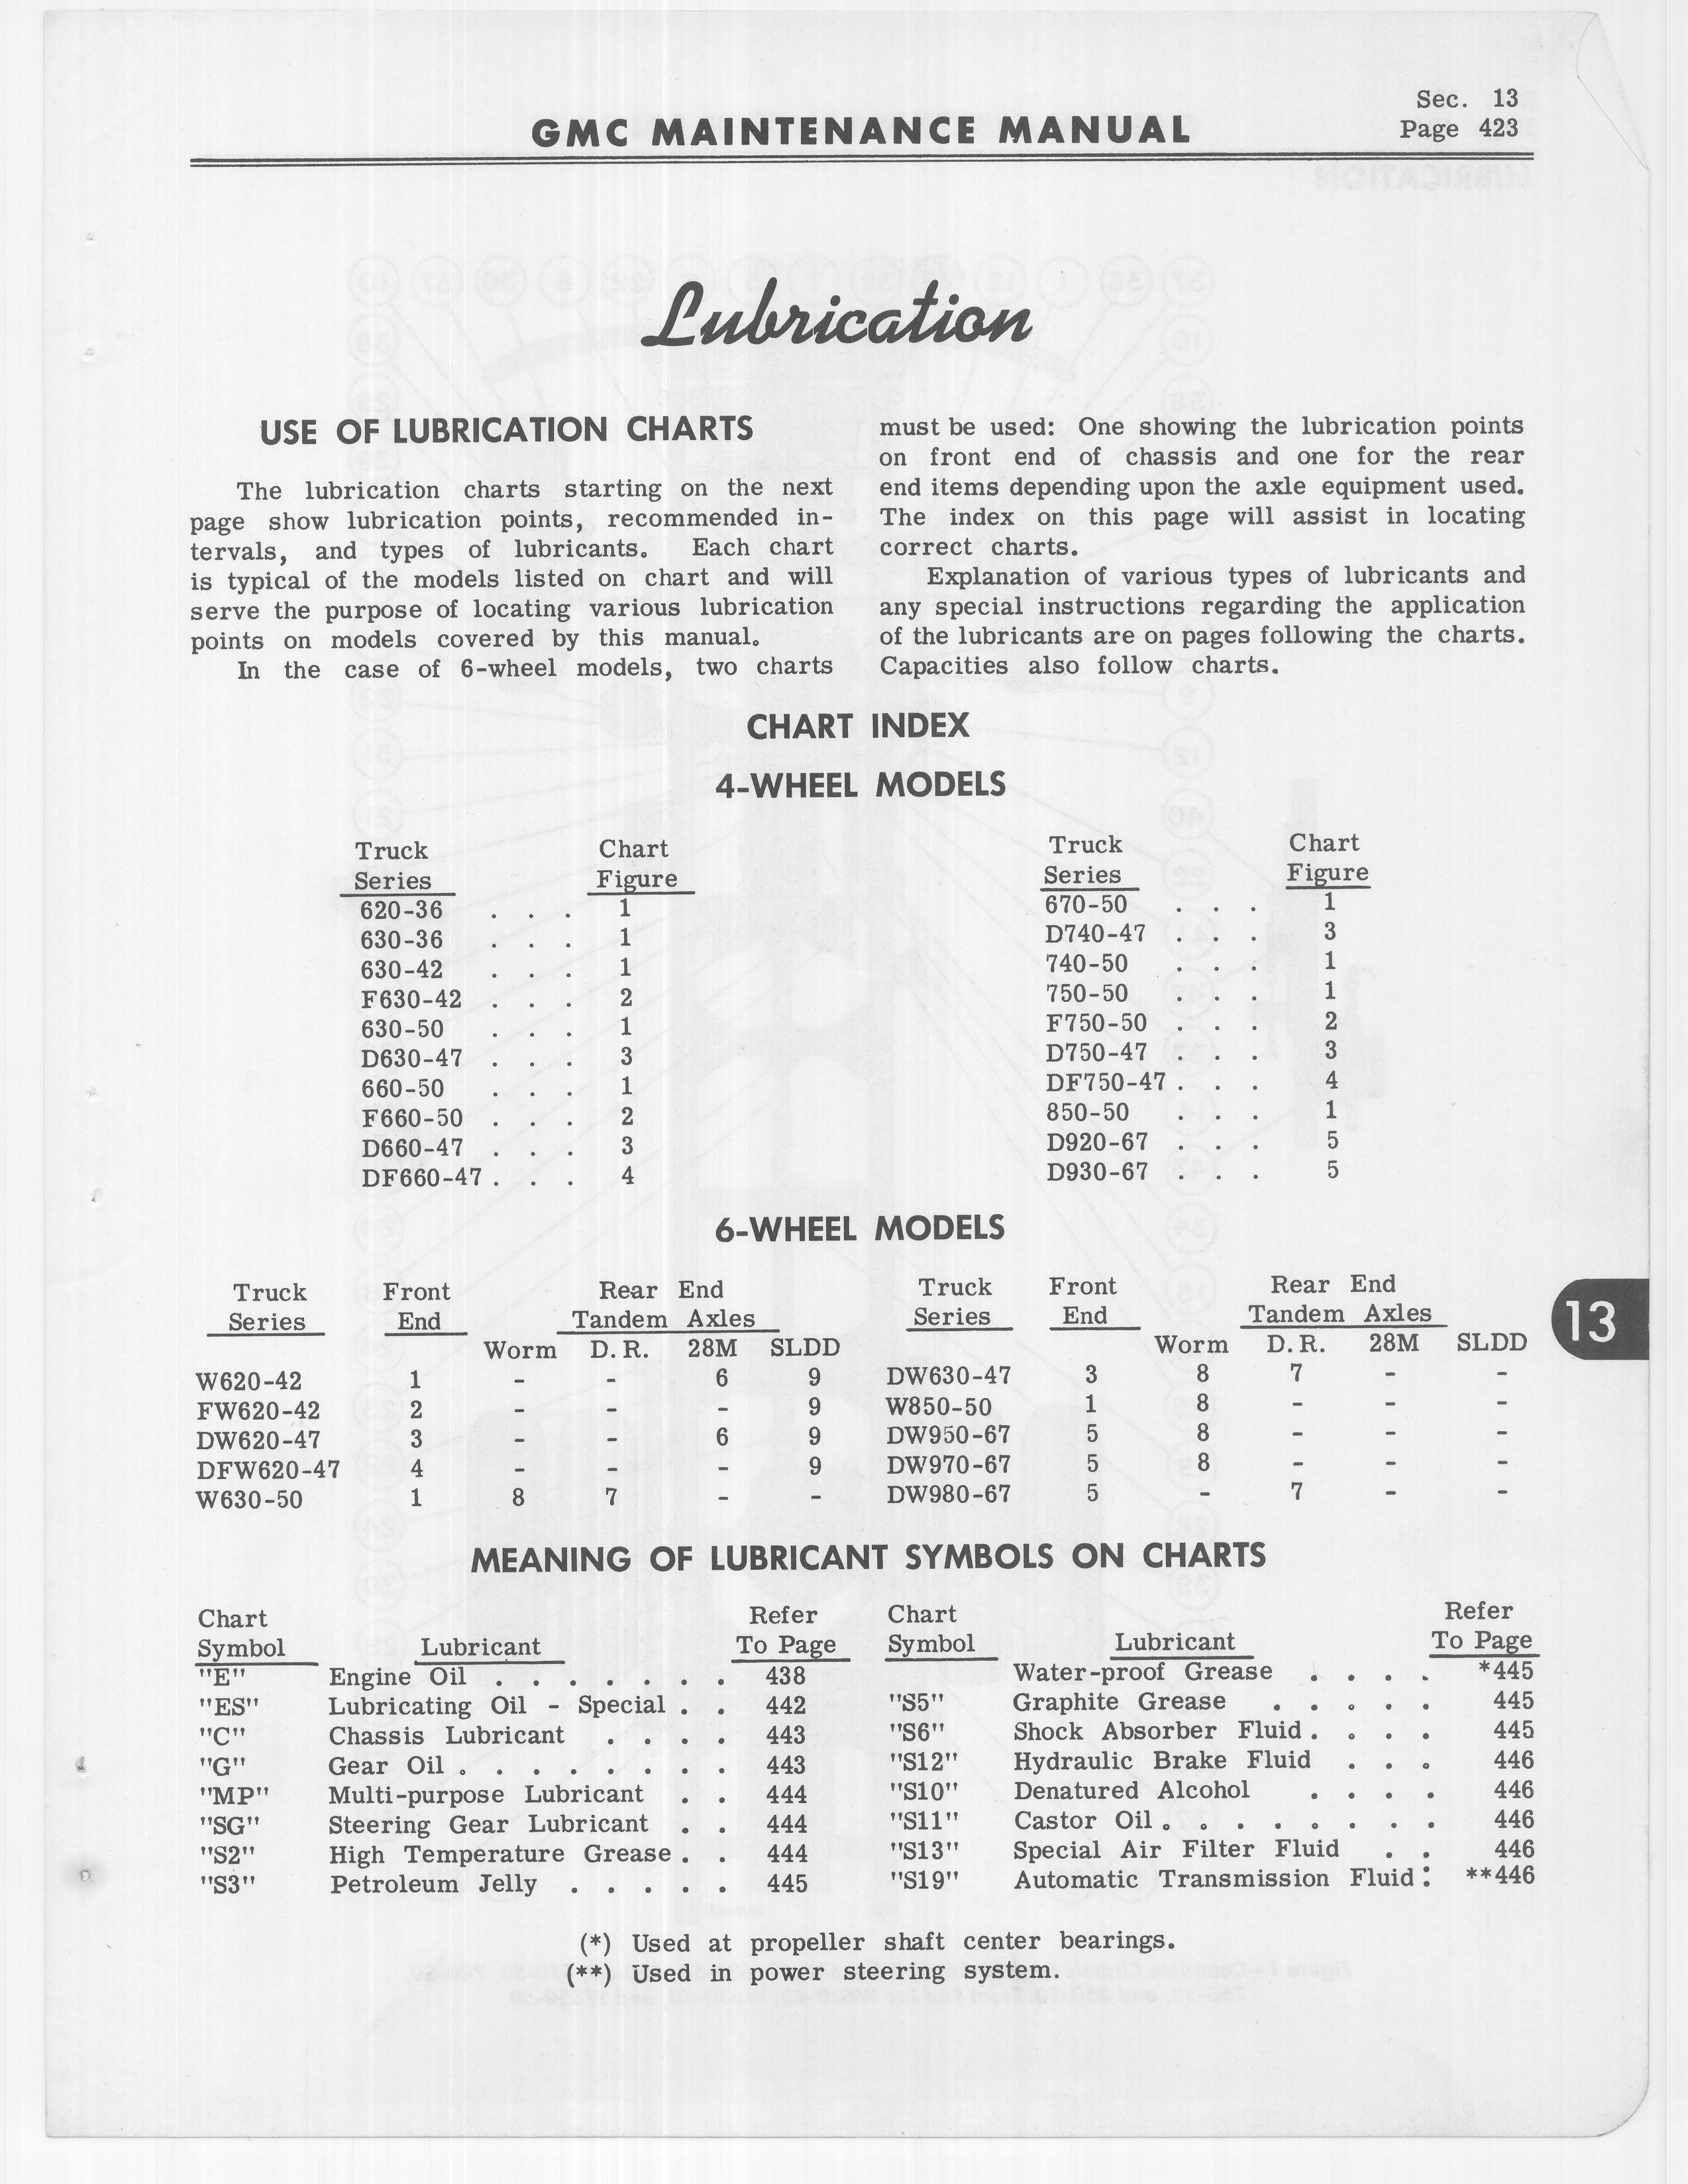 Sec. 13
GMC MAINTENANCE MANUAL
Page 423
Lubrication
USE OF LUBRICATION CHARTS
The lubrication charts starting on the next
page show lubrication points, recommended in-
tervals, and types of lubricants. Each chart
is typical of the models listed on chart and will
serve the purpose of locating various lubrication
points on models covered by this manual.
In the case of 6-wheel models, two charts
must be used: One showing the lubrication points
on front end of chassis and one for the rear
end items depending upon the axle equipment used.
The index on this page will assist in locating
correct charts.
Explanation of various types of lubricants and
any special instructions regarding the application
of the lubricants are on pages following the charts.
Capacities also follow charts.
CHART INDEX
4-WHEEL MODELS
Truck Chart
Series Figure
620-36 . . . 1
630-36 . . . 1
630-42 . . . 1
F630-42 . . . 2
630-50 . . . 1
D630-47 . . . 3
660-50 . . . 1
F660-50 . . . 2
D660-47 . . . 3
DF660-47 . . . 4
Truck Chart
Series Figure
670-50 . . . 1
D740-47 . . . 3
740-50 . . . 1
750-50 . . . 1
F750-50 . . . 2
D750-47 . . . 3
DF750-47 . . . 4
850-50 . . . 1
D920-67 . . . 5
D930-67 . . . 5
6-WHEEL MODELS
Truck Front Rear End
Series End Tandem Axles
Worm D.R. 28M SLDD
W620-42 1 - - 6 9
FW620-42 2 - - - 9
DW620-47 3 - - 6 9
DFW620-47 4 - - - 9
W630-50 1 8 7 - -
Truck Front Rear End
Series End Tandem Axles
Worm D.R. 28M SLDD
DW630-47 3 8 7 - -
W850-50 1 8 - - -
DW950-67 5 8 - - -
DW970-67 5 8 - - -
DW980-67 5 - 7 - -
13
MEANING OF LUBRICANT SYMBOLS ON CHARTS
Chart Refer
Symbol Lubricant To Page
"E" Engine Oil . . . . . . . 438
"ES" Lubricating Oil - Special . . 442
"C" Chassis Lubricant . . . . 443
"G" Gear Oil . . . . . . . . 443
"MP" Multi-purpose Lubricant . . 444
"SG" Steering Gear Lubricant . . 444
"S2" High Temperature Grease . . 444
"S3" Petroleum Jelly . . . . . 445
Chart Refer
Symbol Lubricant To Page
Water-proof Grease . . . . *445
"S5" Graphite Grease . . . . . 445
"S6" Shock Absorber Fluid . . . . 445
"S12" Hydraulic Brake Fluid . . . 446
"S10" Denatured Alcohol . . . . 446
"S11" Castor Oil . . . . . . . . 446
"S13" Special Air Filter Fluid . . 446
"S19" Automatic Transmission Fluid : **446
(*) Used at propeller shaft center bearings.
(**) Used in power steering system.